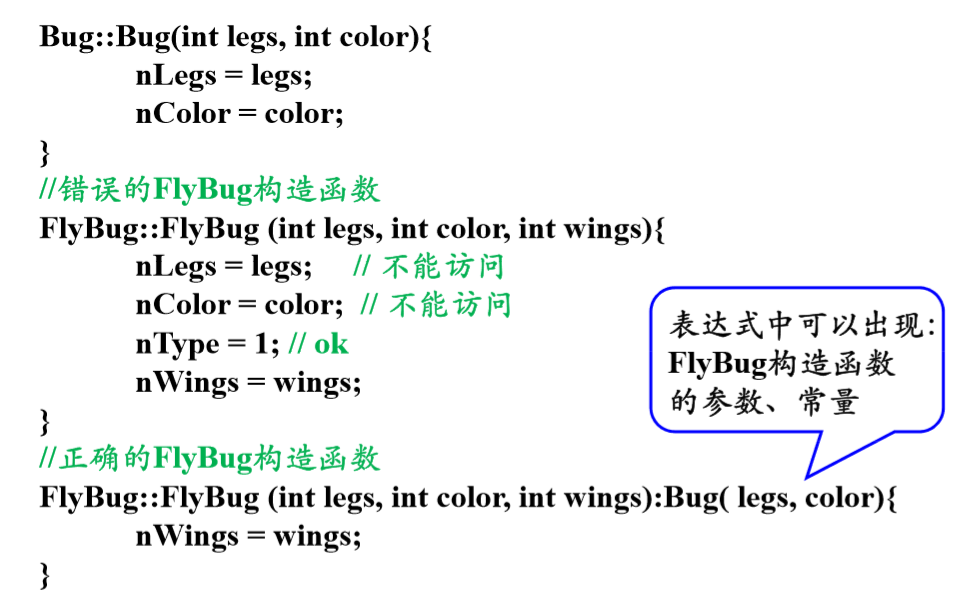 Bug::Bug(int legs, int color){
nLegs = legs;
nColor = color;
}
//错误的FlyBug构造函数
FlyBug::FlyBug (int legs, int color, int wings){
nLegs = legs; // 不能访问
nColor = color; // 不能访问
nType = 1; // ok
nWings = wings;
}
//正确的FlyBug构造函数
FlyBug::FlyBug (int legs, int color, int wings):Bug( legs, color){
nWings = wings;
}
表达式中可以出现:
FlyBug构造函数
的参数、常量